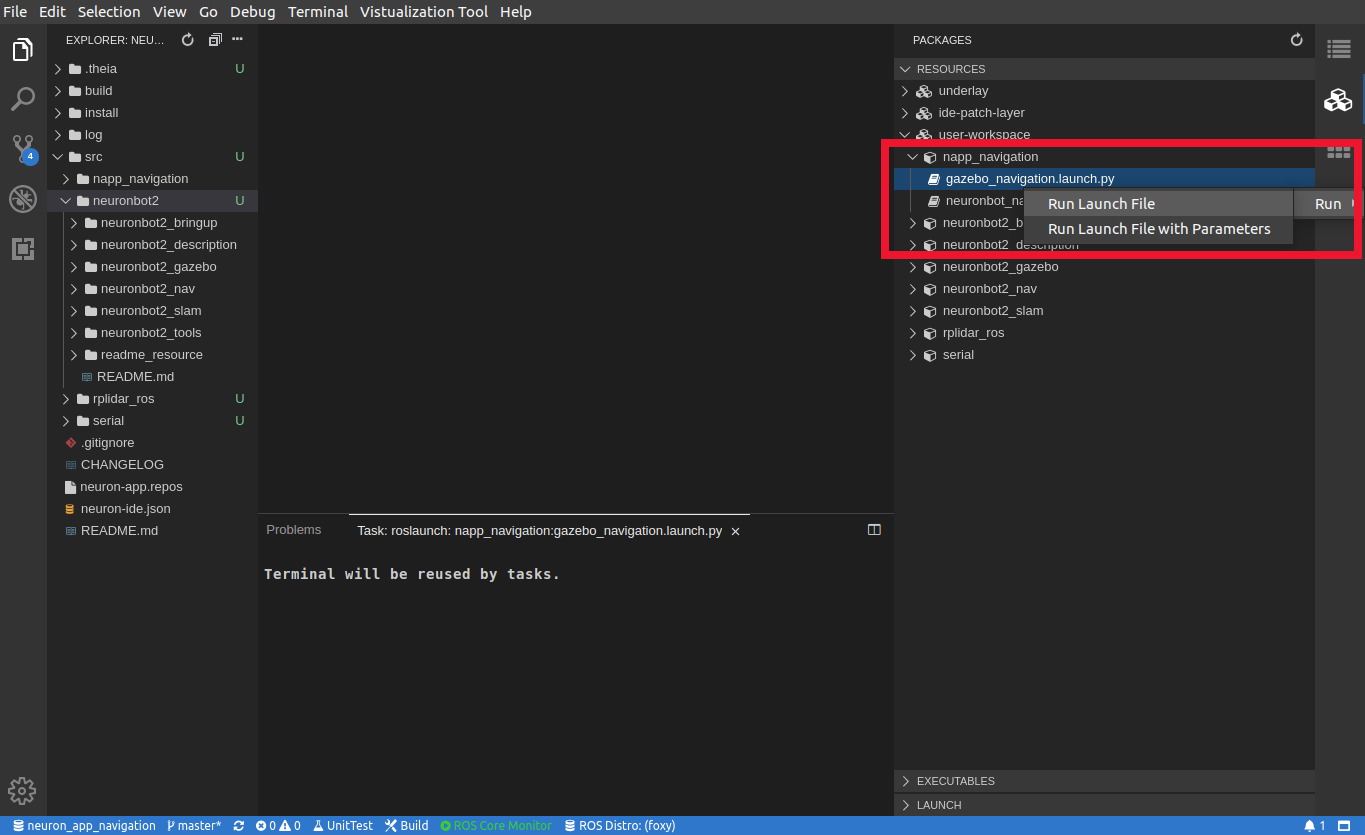 File Edit Selection View Go Debug Terminal Vistualization Tool Help
EXPLORER: NEU...
.theia U
build
install
log
4
src U
napp_navigation
neuronbot2 U
neuronbot2_bringup
neuronbot2_description
neuronbot2_gazebo
neuronbot2_nav
neuronbot2_slam
neuronbot2_tools
readme_resource
README.md
rplidar_ros U
serial U
.gitignore
CHANGELOG
neuron-app.repos
neuron-ide.json
README.md
Problems
Task: roslaunch: napp_navigation:gazebo_navigation.launch.py
Terminal will be reused by tasks.
PACKAGES
RESOURCES
underlay
ide-patch-layer
user-workspace
napp_navigation
gazebo_navigation.launch.py
neuronbot_na
neuronbot2_b
neuronbot2_description
Run Launch File
Run
Run Launch File with Parameters
neuronbot2_gazebo
neuronbot2_nav
neuronbot2_slam
rplidar_ros
serial
EXECUTABLES
LAUNCH
neuron_app_navigation master* 0 0 UnitTest Build ROS Core Monitor ROS Distro: (foxy) 1